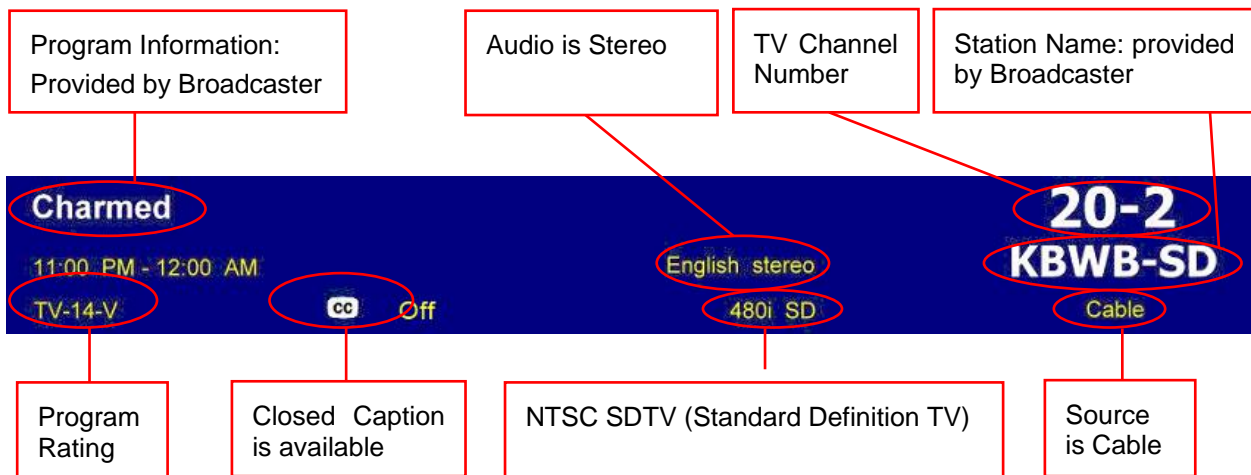 Program Information:
Provided by Broadcaster
Audio is Stereo
TV Channel
Number
Station Name: provided
by Broadcaster
Charmed
20-2
11:00 PM - 12:00 AM
English stereo
KBWB-SD
TV-14-V
CC
Off
480i SD
Cable
Program
Rating
Closed Caption
is available
NTSC SDTV (Standard Definition TV)
Source
is Cable